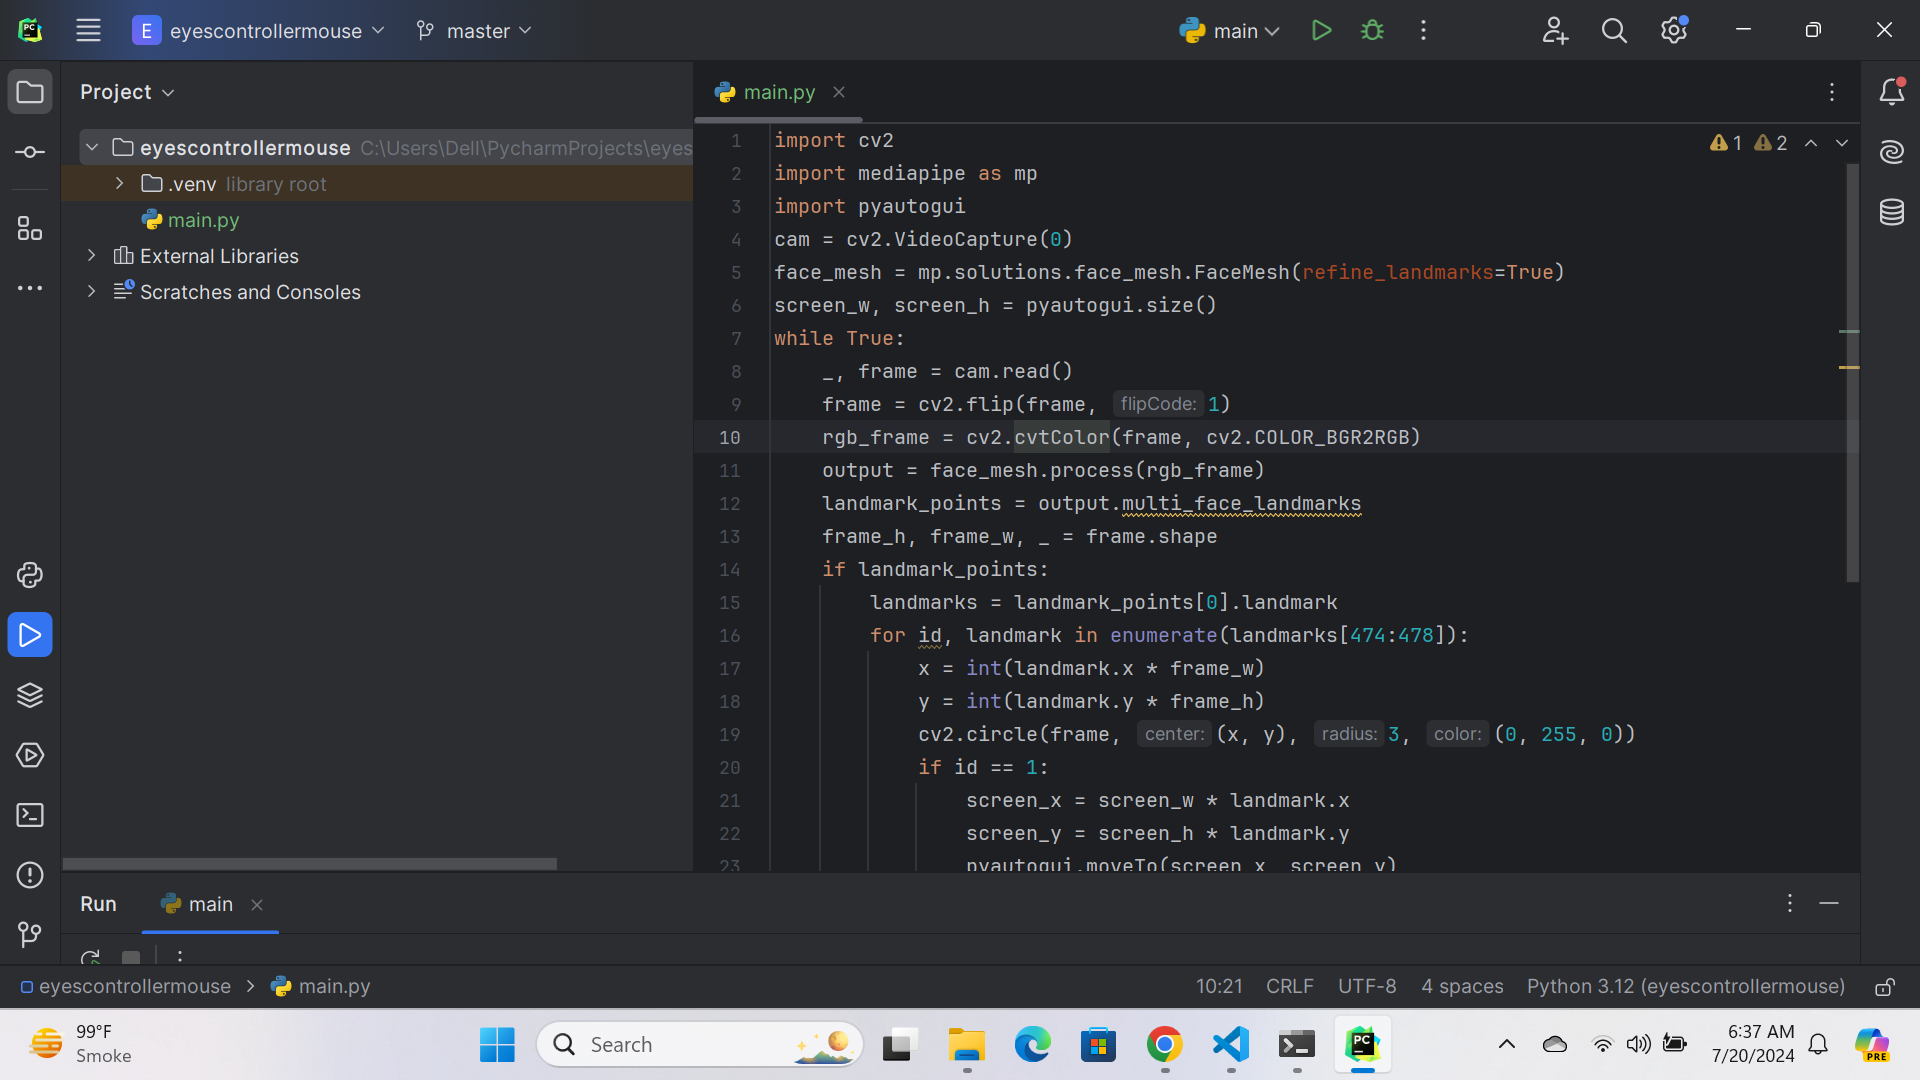 PC
E eyescontrollermouse
master
main
Project
main.py
eyescontrollermouse C:\Users\Dell\PycharmProjects\eyes
.venv library root
main.py
External Libraries
Scratches and Consoles
1 2
1 import cv2
2 import mediapipe as mp
3 import pyautogui
4 cam = cv2.VideoCapture(0)
5 face_mesh = mp.solutions.face_mesh.FaceMesh(refine_landmarks=True)
6 screen_w, screen_h = pyautogui.size()
7 while True:
8 _, frame = cam.read()
9 frame = cv2.flip(frame, flipCode: 1)
10 rgb_frame = cv2.cvtColor(frame, cv2.COLOR_BGR2RGB)
11 output = face_mesh.process(rgb_frame)
12 landmark_points = output.multi_face_landmarks
13 frame_h, frame_w, _ = frame.shape
14 if landmark_points:
15 landmarks = landmark_points[0].landmark
16 for id, landmark in enumerate(landmarks[474:478]):
17 x = int(landmark.x * frame_w)
18 y = int(landmark.y * frame_h)
19 cv2.circle(frame, center: (x, y), radius: 3, color: (0, 255, 0))
20 if id == 1:
21 screen_x = screen_w * landmark.x
22 screen_y = screen_h * landmark.y
23 pyautogui.moveTo(screen_x, screen_y)
Run main
eyescontrollermouse > main.py
10:21 CRLF UTF-8 4 spaces Python 3.12 (eyescontrollermouse)
99°F
Smoke
Search
PC
6:37 AM
7/20/2024
PRE